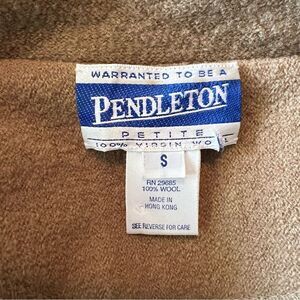 WARRANTED TO BE A
PENDLETON
PETITE
100% VIRGIN WOOL
S
RN 29685
100% WOOL
MADE IN
HONG KONG
SEE REVERSE FOR CARE